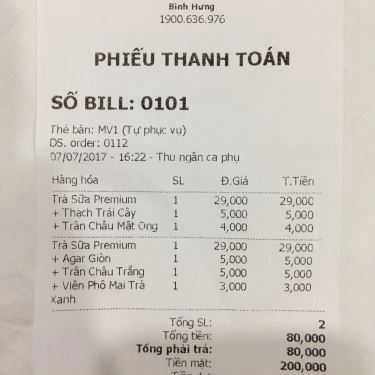 Bình Hưng
1900.636.976
PHIẾU THANH TOÁN
SỐ BILL: 0101
Thẻ bàn: MV1 (Tự phục vụ)
DS. order: 0112
07/07/2017 - 16:22 - Thu ngân ca phụ
Hàng hóa SL Đ.Giá T.Tiền
Trà Sữa Premium 1 29,000 29,000
+ Thạch Trái Cây 1 5,000 5,000
+ Trân Châu Mật Ong 1 4,000 4,000
Trà Sữa Premium 1 29,000 29,000
+ Agar Giòn 1 5,000 5,000
+ Trân Châu Trắng 1 5,000 5,000
+ Viên Phô Mai Trà 1 3,000 3,000
Xanh
Tổng SL: 2
Tổng tiền: 80,000
Tổng phải trả: 80,000
Tiền mặt: 200,000